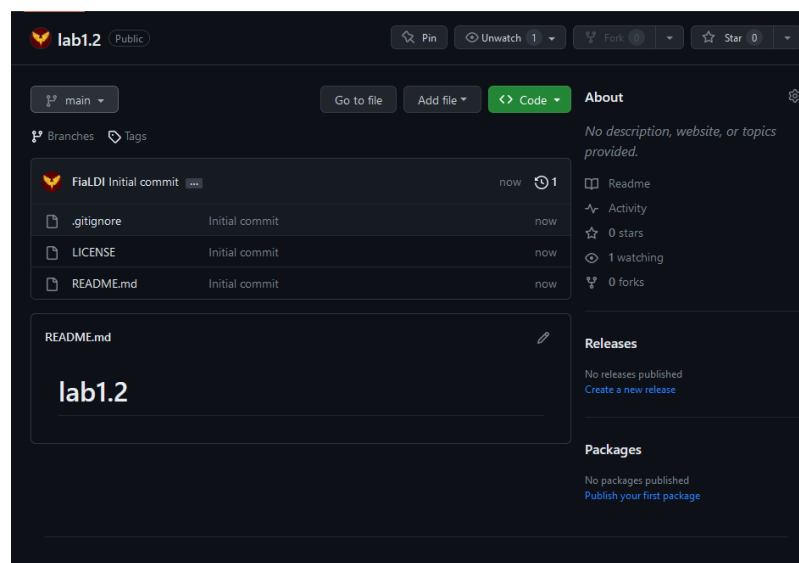 lab1.2 Public
Pin Unwatch 1 Fork 0 Star 0
main Go to file Add file <> Code
Branches Tags
FiaLDI Initial commit ... now 1
.gitignore Initial commit now
LICENSE Initial commit now
README.md Initial commit now
README.md
lab1.2
About
No description, website, or topics
provided.
Readme
Activity
0 stars
1 watching
0 forks
Releases
No releases published
Create a new release
Packages
No packages published
Publish your first package